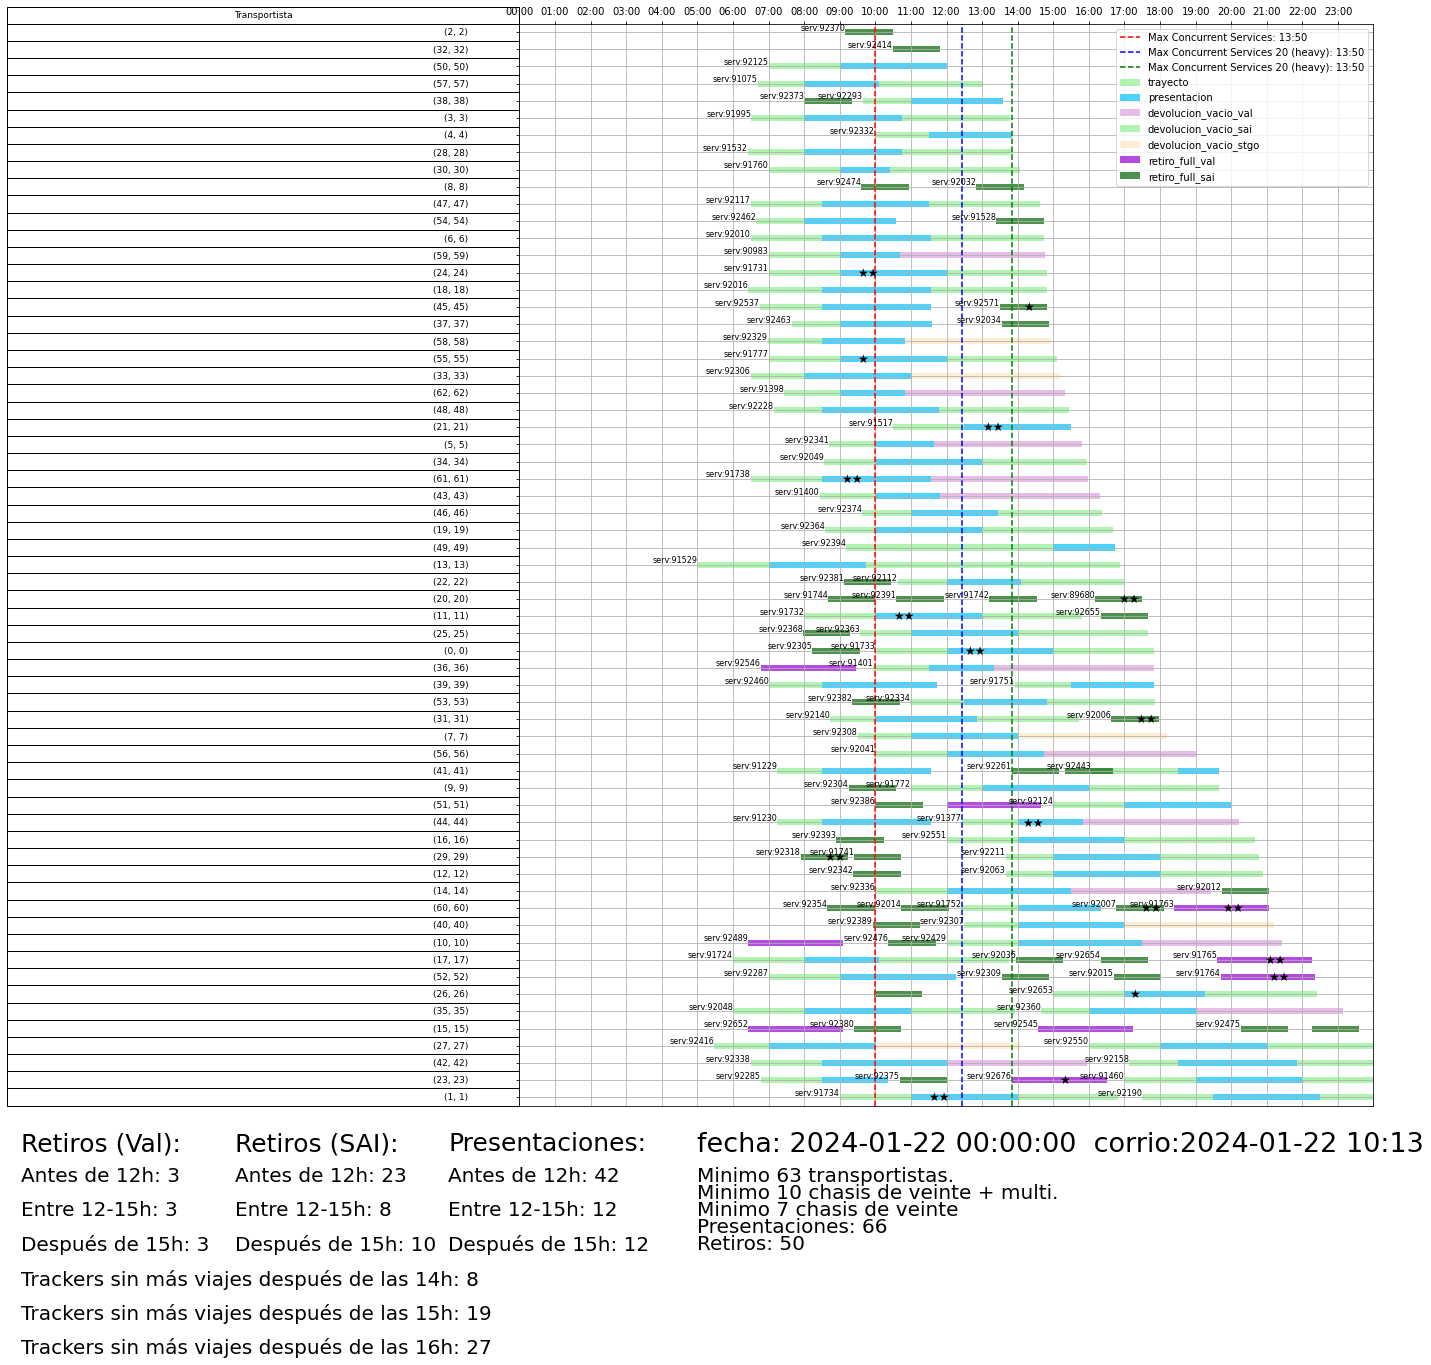 Transportista
00:00 01:00 02:00 03:00 04:00 05:00 06:00 07:00 08:00 09:00 10:00 11:00 12:00 13:00 14:00 15:00 16:00 17:00 18:00 19:00 20:00 21:00 22:00 23:00
Max Concurrent Services: 13:50
Max Concurrent Services 20 (heavy): 13:50
Max Concurrent Services 20 (heavy): 13:50
trayecto
presentacion
devolucion_vacio_val
devolucion_vacio_sai
devolucion_vacio_stgo
retiro_full_val
retiro_full_sai
(2, 2) serv:92370
(32, 32) serv:92414
(50, 50) serv:92125
(57, 57) serv:91075
(38, 38) serv:92373 serv:92293
(3, 3) serv:91995
(4, 4) serv:92332
(28, 28) serv:91532
(30, 30) serv:91760
(8, 8) serv:92474 serv:92032
(47, 47) serv:92117
(54, 54) serv:92462 serv:91528
(6, 6) serv:92010
(59, 59) serv:90983
(24, 24) serv:91731
(18, 18) serv:92016
(45, 45) serv:92537 serv:92571
(37, 37) serv:92463 serv:92034
(58, 58) serv:92329
(55, 55) serv:91777
(33, 33) serv:92306
(62, 62) serv:91398
(48, 48) serv:92228
(21, 21) serv:91517
(5, 5) serv:92341
(34, 34) serv:92049
(61, 61) serv:91738
(43, 43) serv:91400
(46, 46) serv:92374
(19, 19) serv:92364
(49, 49) serv:92394
(13, 13) serv:91529
(22, 22) serv:92381 serv:92112
(20, 20) serv:91744 serv:92391 serv:91742 serv:89680
(11, 11) serv:91732 serv:92655
(25, 25) serv:92368 serv:92363
(0, 0) serv:92305 serv:91733
(36, 36) serv:92546 serv:91401
(39, 39) serv:92460 serv:91751
(53, 53) serv:92382 serv:92334
(31, 31) serv:92140 serv:92006
(7, 7) serv:92308
(56, 56) serv:92041
(41, 41) serv:91229 serv:92261 serv:92443
(9, 9) serv:92304 serv:91772
(51, 51) serv:92386 serv:92124
(44, 44) serv:91230 serv:91377
(16, 16) serv:92393 serv:92551
(29, 29) serv:92318 serv:91741 serv:92211
(12, 12) serv:92342 serv:92063
(14, 14) serv:92336 serv:92012
(60, 60) serv:92354 serv:92014 serv:91752 serv:92007 serv:91763
(40, 40) serv:92389 serv:92307
(10, 10) serv:92489 serv:92476 serv:92429
(17, 17) serv:91724 serv:92035 serv:92654 serv:91765
(52, 52) serv:92287 serv:92309 serv:92015 serv:91764
(26, 26) serv:92653
(35, 35) serv:92048 serv:92360
(15, 15) serv:92652 serv:92380 serv:92545 serv:92475
(27, 27) serv:92416 serv:92550
(42, 42) serv:92338 serv:92158
(23, 23) serv:92285 serv:92375 serv:92676 serv:91460
(1, 1) serv:91734 serv:92190
Retiros (Val): Retiros (SAI): Presentaciones: fecha: 2024-01-22 00:00:00 corrio:2024-01-22 10:13
Antes de 12h: 3 Antes de 12h: 23 Antes de 12h: 42 Minimo 63 transportistas.
Minimo 10 chasis de veinte + multi.
Entre 12-15h: 3 Entre 12-15h: 8 Entre 12-15h: 12 Minimo 7 chasis de veinte
Presentaciones: 66
Después de 15h: 3 Después de 15h: 10 Después de 15h: 12 Retiros: 50
Trackers sin más viajes después de las 14h: 8
Trackers sin más viajes después de las 15h: 19
Trackers sin más viajes después de las 16h: 27